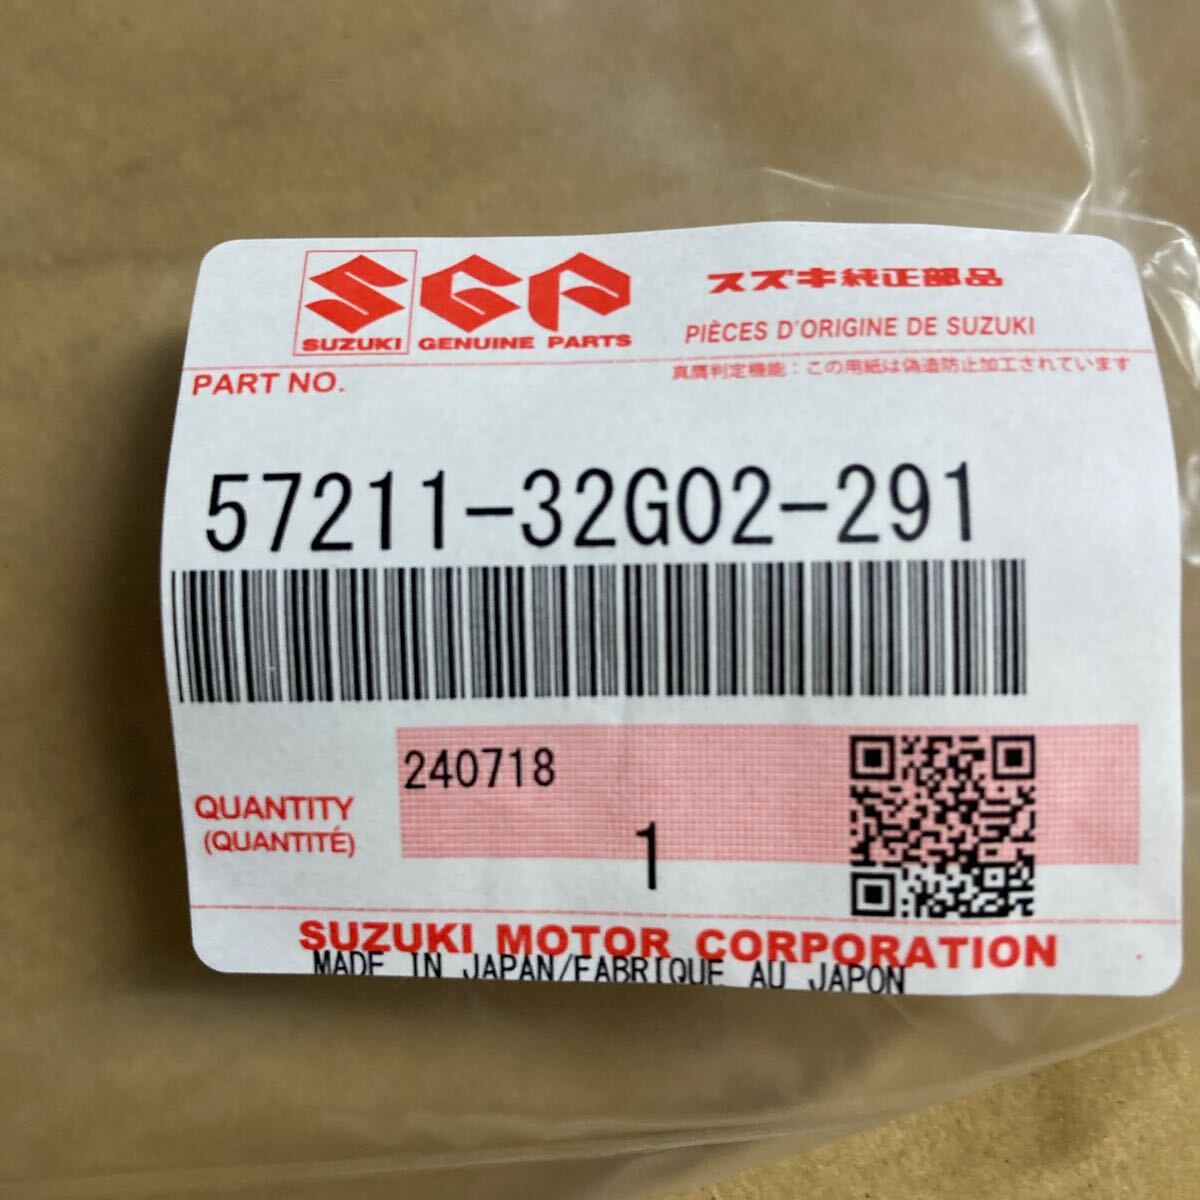 SGP
SUZUKI GENUINE PARTS
スズキ純正部品
PIÈCES D'ORIGINE DE SUZUKI
PART NO.
真贋判定機能：この用紙は偽造防止加工されています
57211-32G02-291
240718
QUANTITY
(QUANTITÉ)
1
SUZUKI MOTOR CORPORATION
MADE IN JAPAN/FABRIQUE AU JAPON